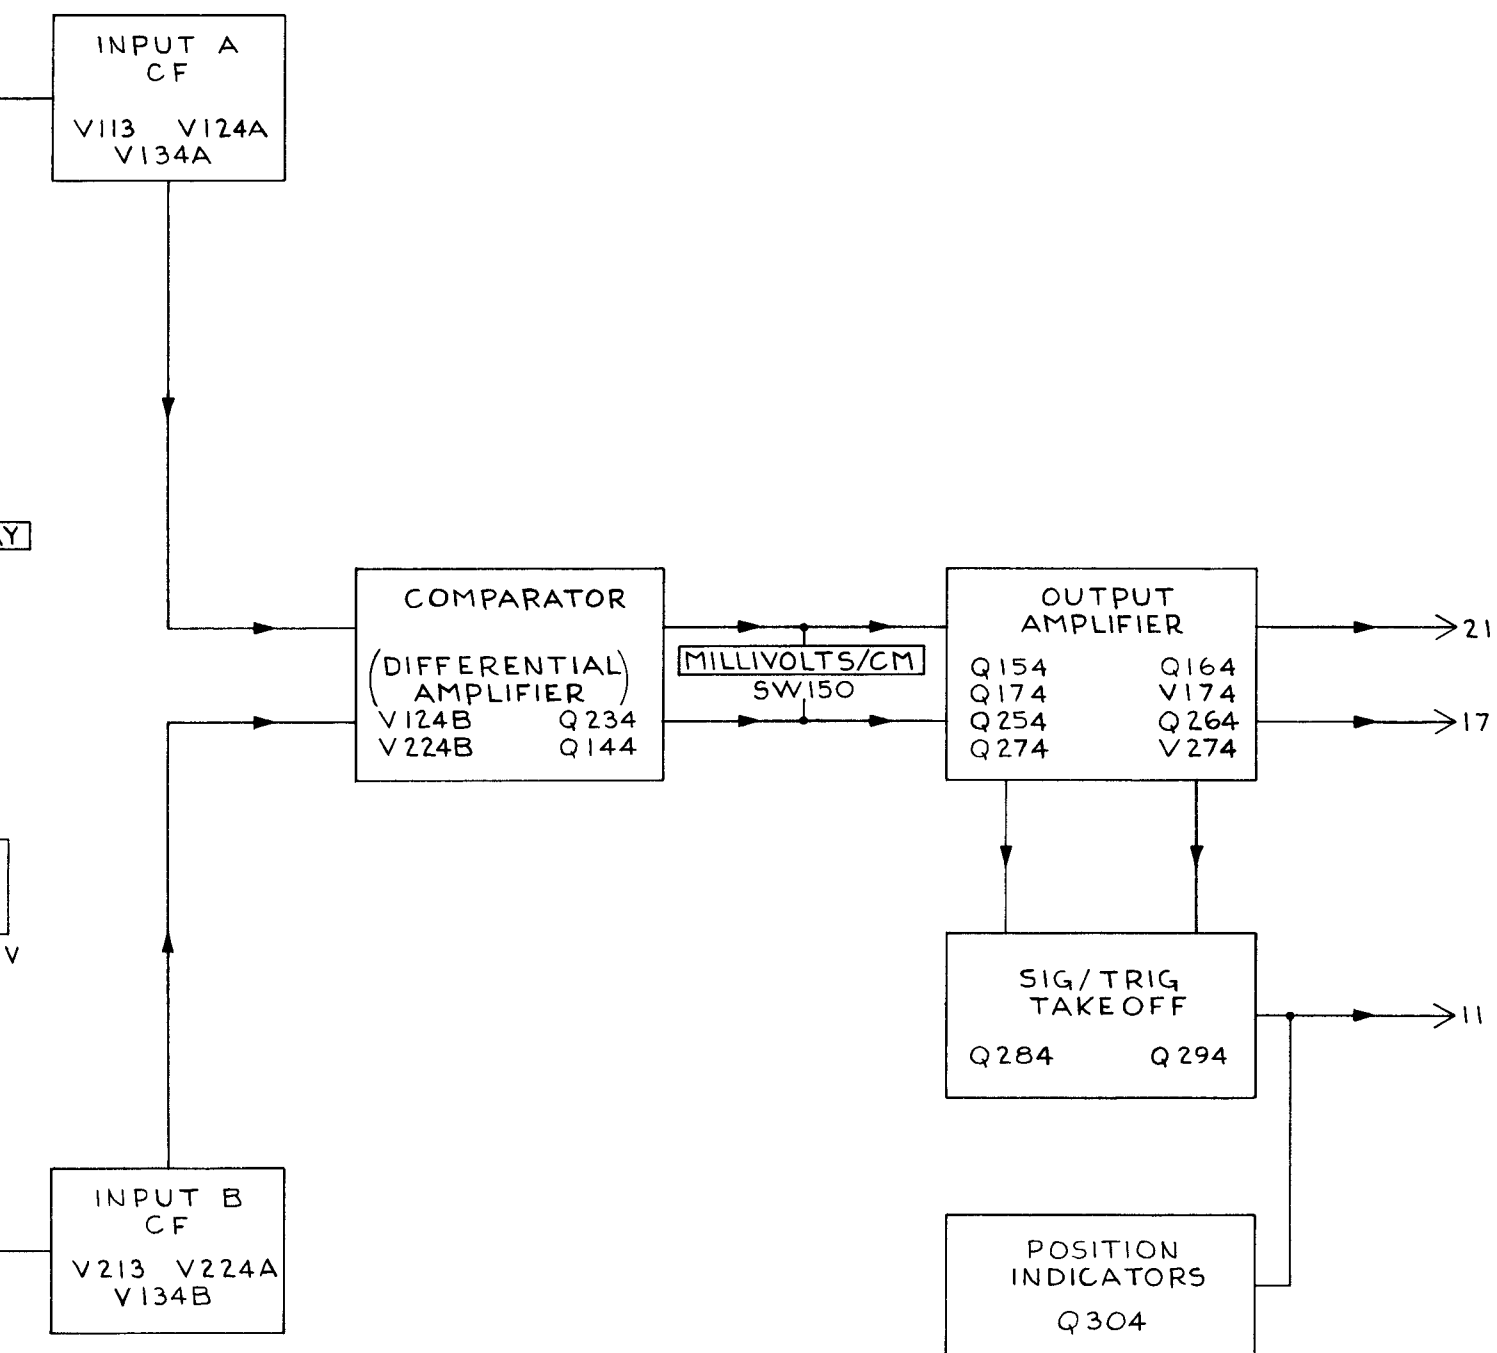 INPUT A
CF
V113 V124A
V134A
COMPARATOR
(DIFFERENTIAL
AMPLIFIER)
V124B Q234
V224B Q144
MILLIVOLTS/CM
SW150
OUTPUT
AMPLIFIER
Q154 Q164
Q174 V174
Q254 Q264
Q274 V274
21
17
V
SIG/TRIG
TAKEOFF
Q284 Q294
11
INPUT B
CF
V213 V224A
V134B
POSITION
INDICATORS
Q304